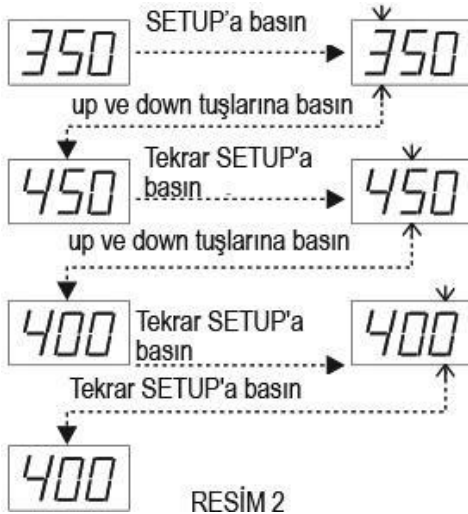 SETUP'a basın
350 350
up ve down tuşlarına basın
Tekrar SETUP'a
basın
450 450
up ve down tuşlarına basın
Tekrar SETUP'a
basın
400 400
Tekrar SETUP'a basın
400
RESİM 2